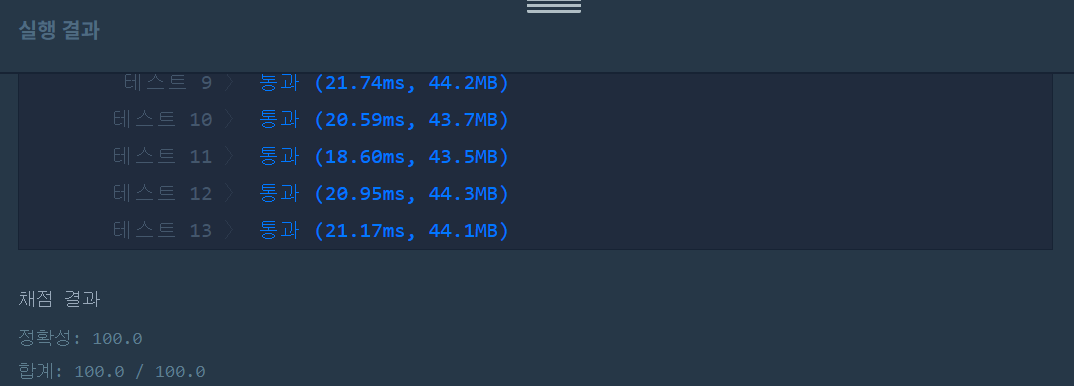 실행 결과
테스트 9 〉 통과 (21.74ms, 44.2MB)
테스트 10 〉 통과 (20.59ms, 43.7MB)
테스트 11 〉 통과 (18.60ms, 43.5MB)
테스트 12 〉 통과 (20.95ms, 44.3MB)
테스트 13 〉 통과 (21.17ms, 44.1MB)
채점 결과
정확성: 100.0
합계: 100.0 / 100.0